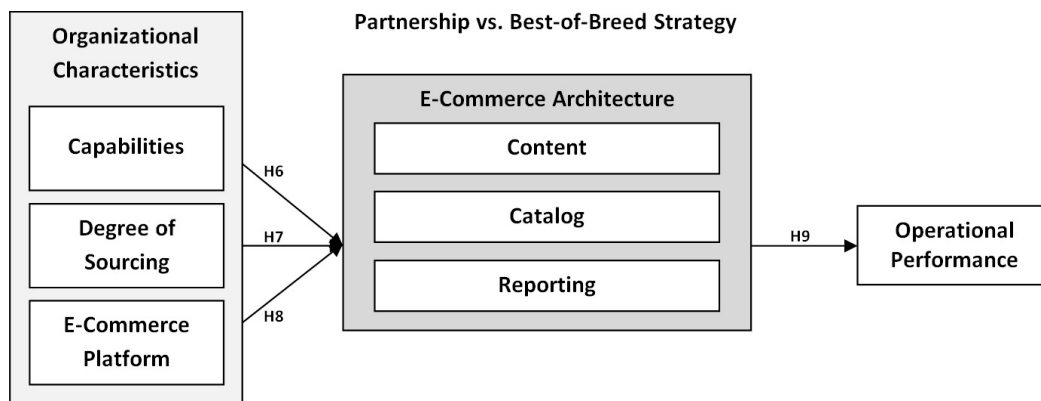 Partnership vs. Best-of-Breed Strategy
Organizational
Characteristics
Capabilities
Degree of
Sourcing
E-Commerce
Platform
H6
H7
H8
E-Commerce Architecture
Content
Catalog
Reporting
H9
Operational
Performance